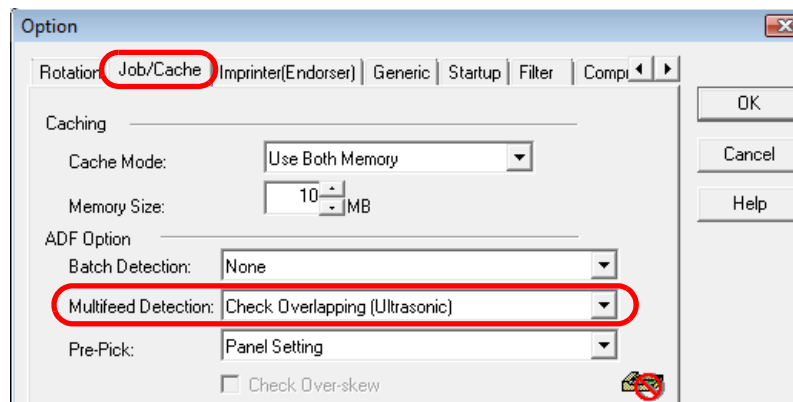 Option
Rotation Job/Cache Imprinter(Endorser) Generic Startup Filter
OK
Caching
Cache Mode: Use Both Memory
Cancel
Memory Size: 10 MB
Help
ADF Option
Batch Detection: None
Multifeed Detection: Check Overlapping (Ultrasonic)
Pre-Pick: Panel Setting
Check Over-skew